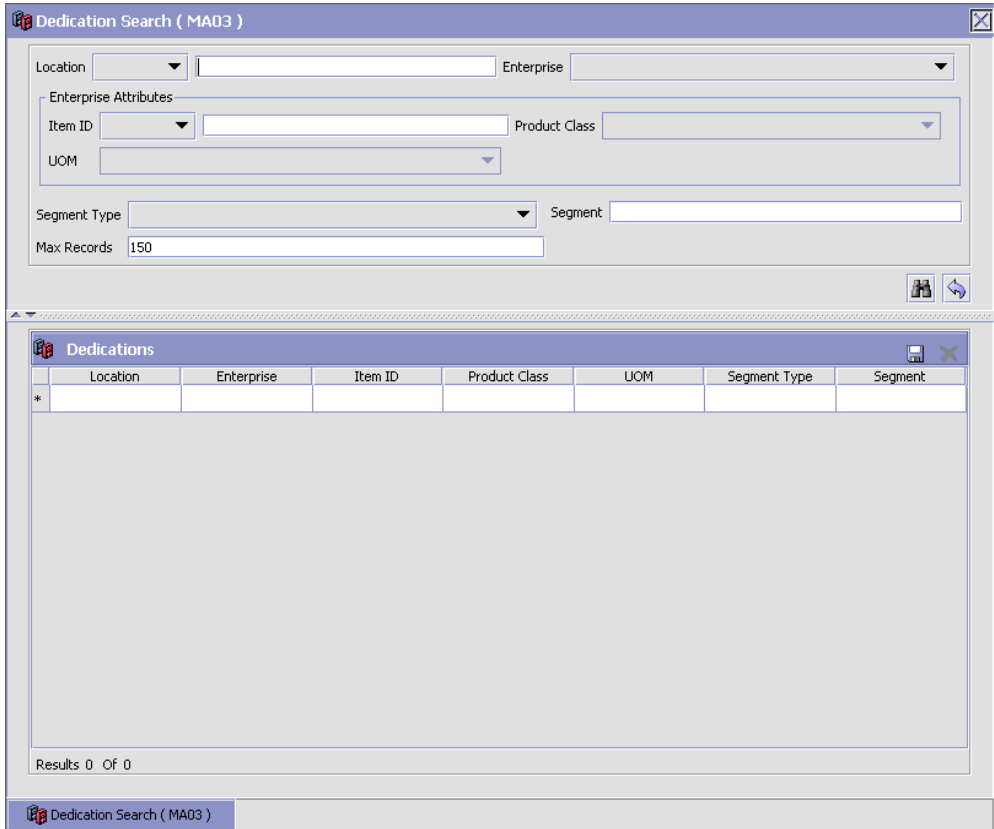 Dedication Search ( MA03 )
Location Enterprise
Enterprise Attributes
Item ID Product Class
UOM
Segment Type Segment
Max Records 150
Dedications
Location Enterprise Item ID Product Class UOM Segment Type Segment
*
Results 0 Of 0
Dedication Search ( MA03 )